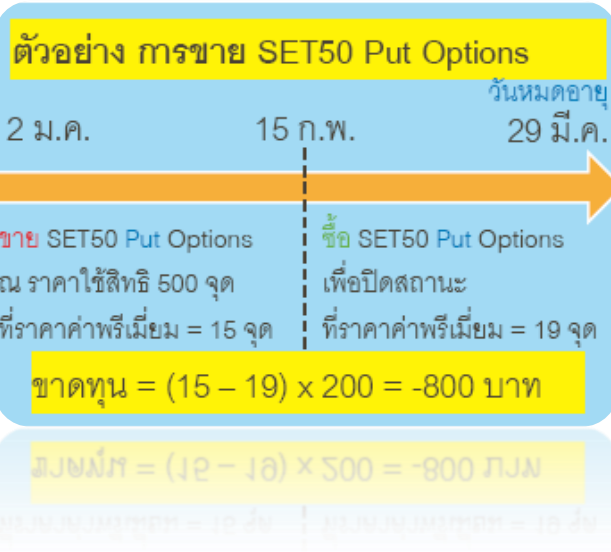 ตัวอย่าง การขาย SET50 Put Options
วันหมดอายุ
2 ม.ค.
15 ก.พ.
29 มี.ค.
ขาย SET50 Put Options
ณ ราคาใช้สิทธิ 500 จุด
ที่ราคาค่าพรีเมี่ยม = 15 จุด
ซื้อ SET50 Put Options
เพื่อปิดสถานะ
ที่ราคาค่าพรีเมี่ยม = 19 จุด
ขาดทุน = (15 – 19) x 200 = -800 บาท